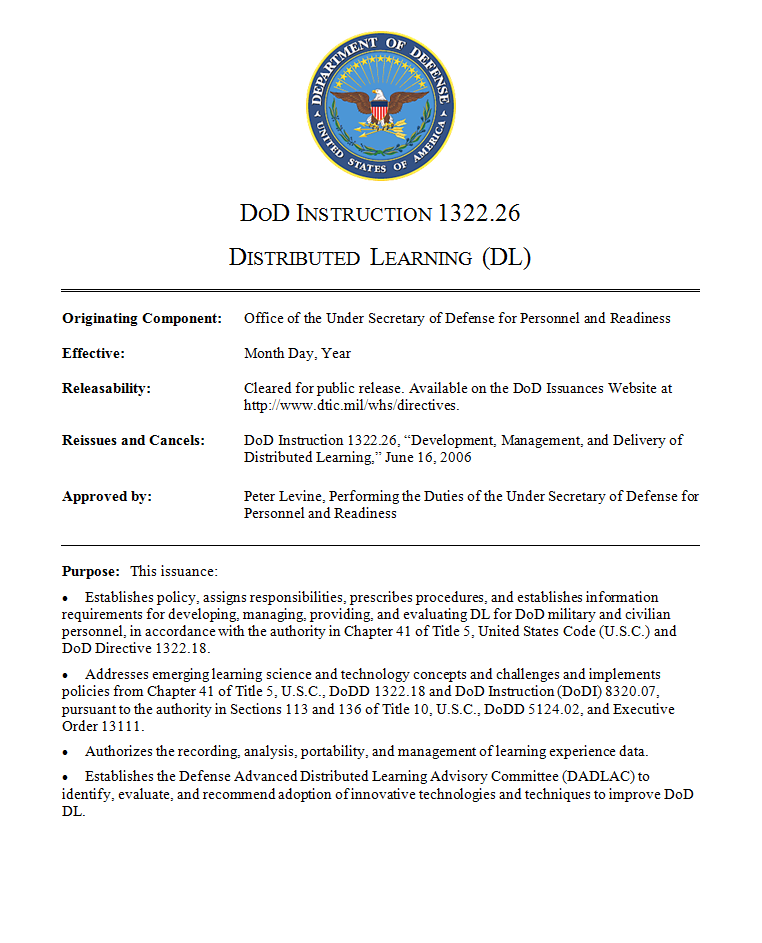 DEPARTMENT OF DEFENSE
UNITED STATES OF AMERICA
DOD INSTRUCTION 1322.26
DISTRIBUTED LEARNING (DL)
Originating Component: Office of the Under Secretary of Defense for Personnel and Readiness
Effective: Month Day, Year
Releasability: Cleared for public release. Available on the DoD Issuances Website at
http://www.dtic.mil/whs/directives.
Reissues and Cancels: DoD Instruction 1322.26, “Development, Management, and Delivery of
Distributed Learning,” June 16, 2006
Approved by: Peter Levine, Performing the Duties of the Under Secretary of Defense for
Personnel and Readiness
Purpose: This issuance:
• Establishes policy, assigns responsibilities, prescribes procedures, and establishes information
requirements for developing, managing, providing, and evaluating DL for DoD military and civilian
personnel, in accordance with the authority in Chapter 41 of Title 5, United States Code (U.S.C.) and
DoD Directive 1322.18.
• Addresses emerging learning science and technology concepts and challenges and implements
policies from Chapter 41 of Title 5, U.S.C., DoDD 1322.18 and DoD Instruction (DoDI) 8320.07,
pursuant to the authority in Sections 113 and 136 of Title 10, U.S.C., DoDD 5124.02, and Executive
Order 13111.
• Authorizes the recording, analysis, portability, and management of learning experience data.
• Establishes the Defense Advanced Distributed Learning Advisory Committee (DADLAC) to
identify, evaluate, and recommend adoption of innovative technologies and techniques to improve DoD
DL.